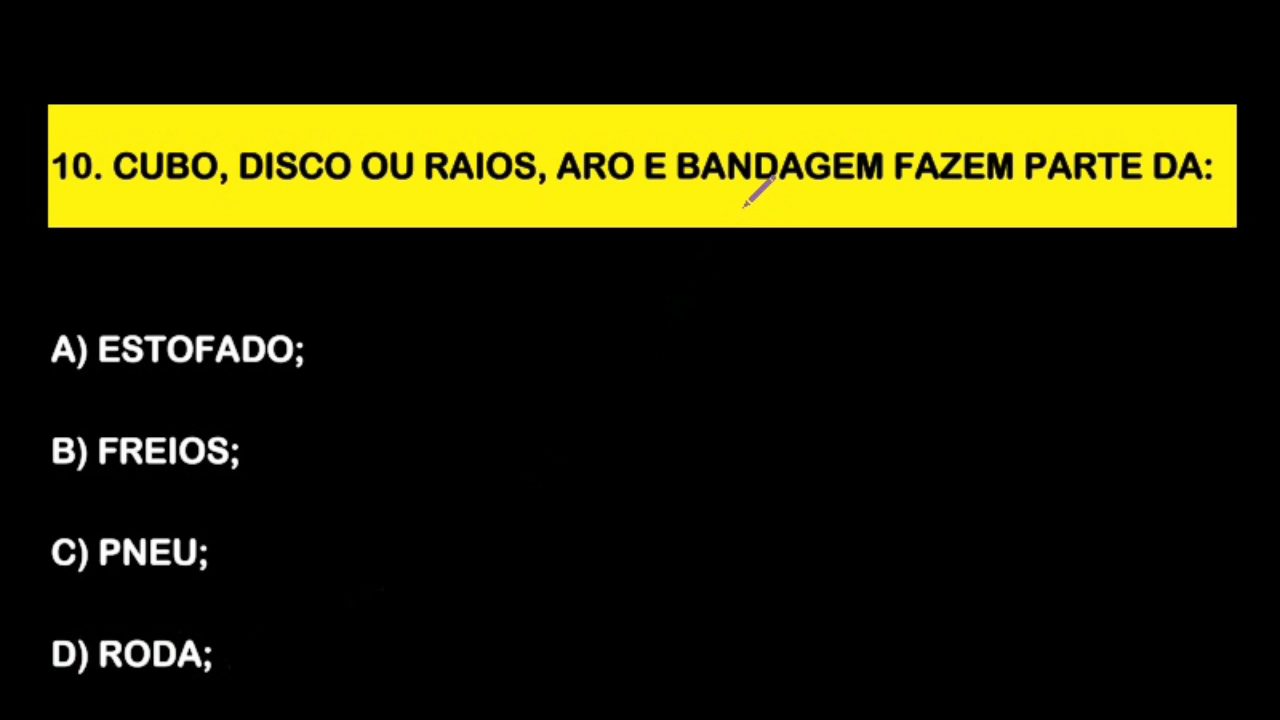 10. CUBO, DISCO OU RAIOS, ARO E BANDAGEM FAZEM PARTE DA:
A) ESTOFADO;
B) FREIOS;
C) PNEU;
D) RODA;